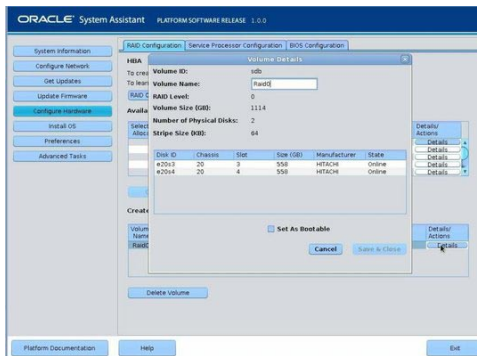 ORACLE System Assistant PLATFORM SOFTWARE RELEASE 1.0.0
System Information
Configure Network
Get Updates
Update Firmware
Configure Hardware
Install OS
Preferences
Advanced Tasks
RAID Configuration
Service Processor Configuration
BIOS Configuration
HBA
To crea
To lear
RAID C
Availa
Select
Alloc
Details/
Actions
Details
Details
Details
Details
Volume Details
Volume ID: sdb
Volume Name: Raid0
RAID Level: 0
Volume Size (GB): 1114
Number of Physical Disks: 2
Stripe Size (KB): 64
Disk ID Chassis Slot Size (GB) Manufacturer State
e20s3 20 3 558 HITACHI Online
e20s4 20 4 558 HITACHI Online
Set As Bootable
Cancel
Save & Close
Create
Volum
Name
Details/
Actions
Raid0
Details
Delete Volume
Platform Documentation
Help
Exit